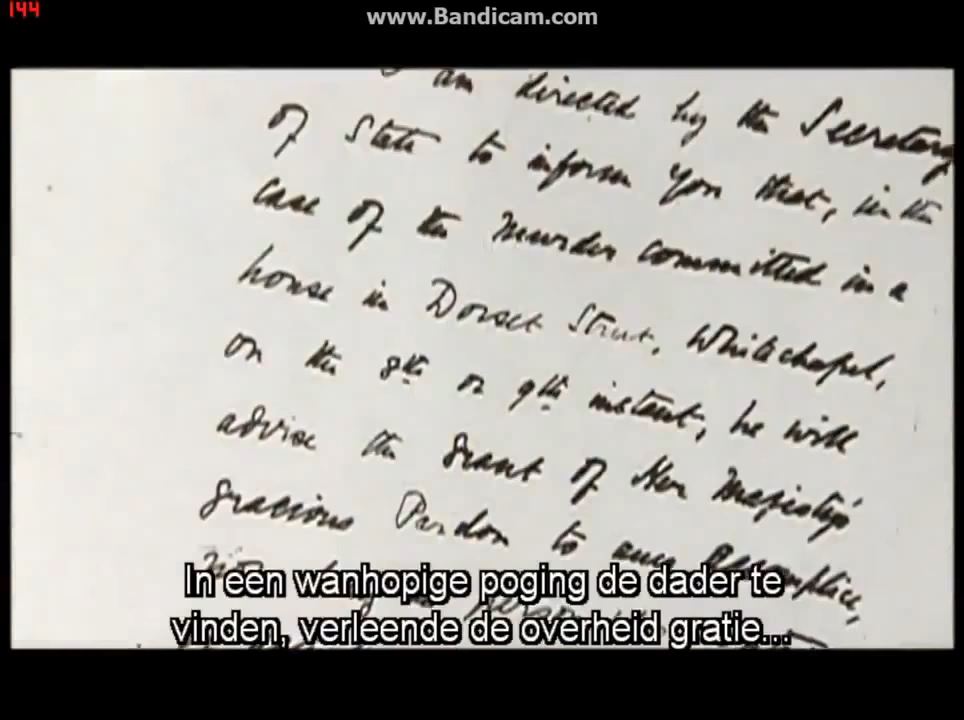 144
www.Bandicam.com
I am directed by the Secretary
of State to inform you that, in the
case of the Murder committed in a
house in Dorset Street, Whitechapel,
on the 8th or 9th instant, he will
advise the grant of Her Majesty's
gracious Pardon to any Accomplice,
In een wanhopige poging de dader te
vinden, verleende de overheid gratie...